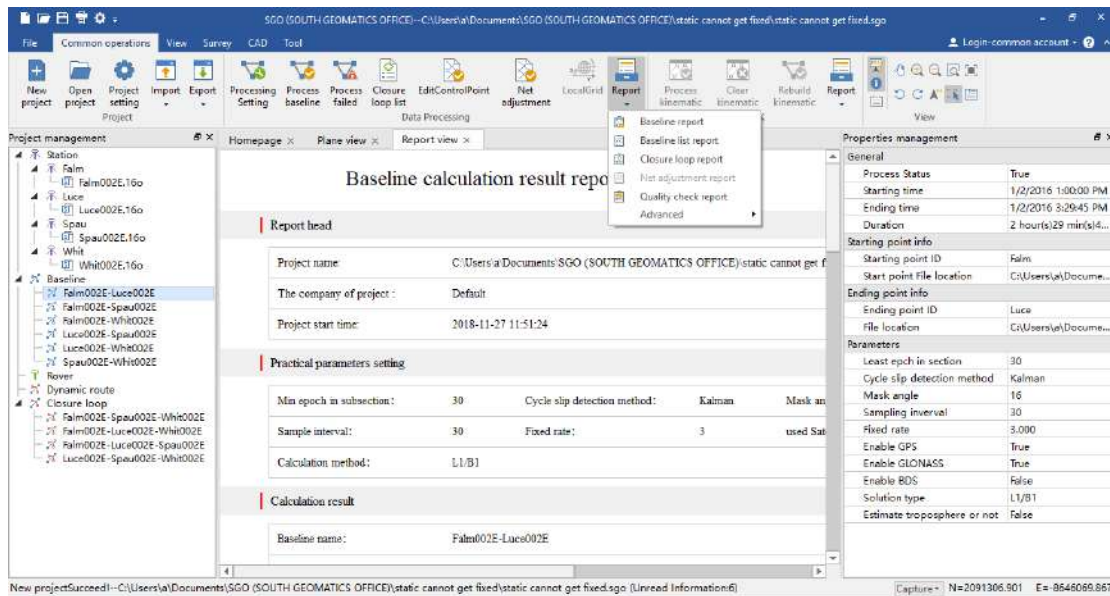 SGO (SOUTH GEOMATICS OFFICE)--C:\Users\a\Documents\SGO (SOUTH GEOMATICS OFFICE)\static cannot get fixed\static cannot get fixed.sgo
File Common operations View Survey CAD Tool Login-common account
New project Open project Project setting Import Export Processing Setting Process baseline Process failed Closure loop list EditControlPoint Net adjustment LocalGrid Report Process kinematic Clear kinematic Rebuild kinematic Report
Project Data Processing View
Project management
Station
Falm
Falm002E.16o
Luce
Luce002E.16o
Spau
Spau002E.16o
Whit
Whit002E.16o
Baseline
Falm002E-Luce002E
Falm002E-Spau002E
Falm002E-Whit002E
Luce002E-Spau002E
Luce002E-Whit002E
Spau002E-Whit002E
Rover
Dynamic route
Closure loop
Falm002E-Spau002E-Whit002E
Falm002E-Luce002E-Whit002E
Falm002E-Luce002E-Spau002E
Luce002E-Spau002E-Whit002E
Homepage Plane view Report view
Baseline report
Baseline list report
Closure loop report
Net adjustment report
Quality check report
Advanced
Baseline calculation result repo
Report head
Project name: C:\Users\a\Documents\SGO (SOUTH GEOMATICS OFFICE)\static cannot get f
The company of project : Default
Project start time: 2018-11-27 11:51:24
Practical parameters setting
Min epoch in subsection: 30 Cycle slip detection method: Kalman Mask an
Sample interval: 30 Fixed rate: 3 used Sat
Calculation method: L1/B1
Calculation result
Baseline name: Falm002E-Luce002E
Properties management
General
Process Status True
Starting time 1/2/2016 1:00:00 PM
Ending time 1/2/2016 3:29:45 PM
Duration 2 hour(s)29 min(s)4...
Starting point info
Starting point ID Falm
Start point File location C:\Users\a\Docume...
Ending point info
Ending point ID Luce
File location C:\Users\a\Docume...
Parameters
Least epch in section 30
Cycle slip detection method Kalman
Mask angle 16
Sampling inverval 30
Fixed rate 3.000
Enable GPS True
Enable GLONASS True
Enable BDS False
Solution type L1/B1
Estimate troposphere or not False
New projectSucceed!--C:\Users\a\Documents\SGO (SOUTH GEOMATICS OFFICE)\static cannot get fixed\static cannot get fixed.sgo (Unread Information:6) Capture N=2091306.901 E=-8646069.867